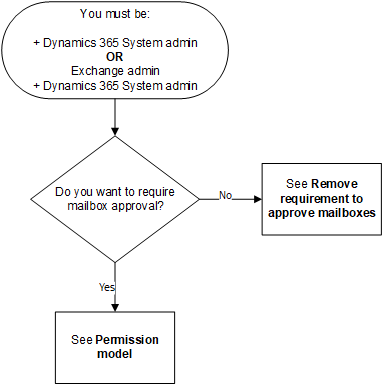 You must be:
+ Dynamics 365 System admin
OR
Exchange admin
+ Dynamics 365 System admin
Do you want to require
mailbox approval?
No
See Remove
requirement to
approve mailboxes
Yes
See Permission
model